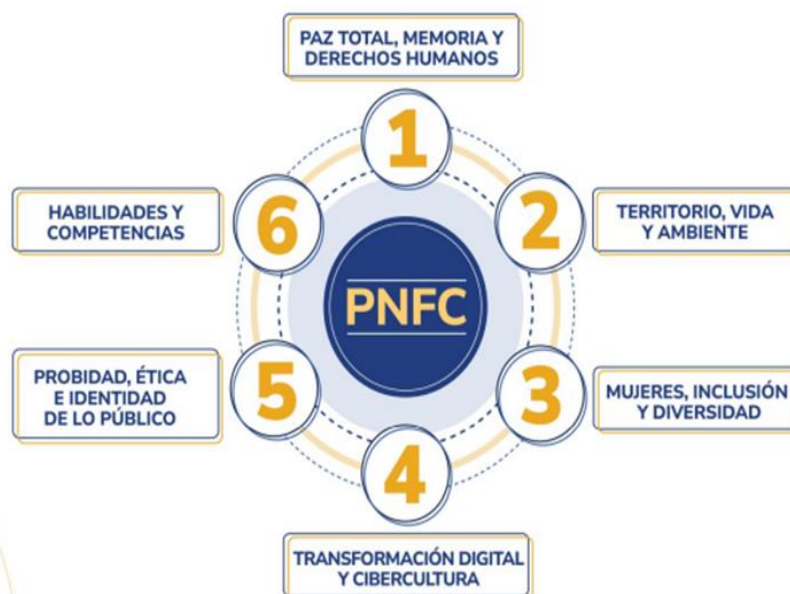 PAZ TOTAL, MEMORIA Y
DERECHOS HUMANOS
1
6
HABILIDADES Y
COMPETENCIAS
2
TERRITORIO, VIDA
Y AMBIENTE
PNFC
5
PROBIDAD, ÉTICA
E IDENTIDAD
DE LO PÚBLICO
3
MUJERES, INCLUSIÓN
Y DIVERSIDAD
4
TRANSFORMACIÓN DIGITAL
Y CIBERCULTURA